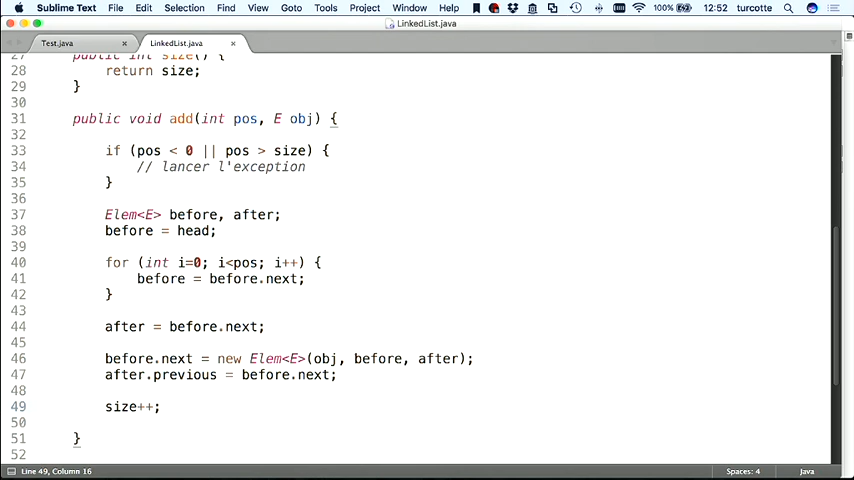 Sublime Text File Edit Selection Find View Goto Tools Project Window Help 100% 12:52 turcotte
LinkedList.java
Test.java × LinkedList.java ×
27 public int size() {
28 return size;
29 }
30
31 public void add(int pos, E obj) {
32
33 if (pos < 0 || pos > size) {
34 // lancer l'exception
35 }
36
37 Elem<E> before, after;
38 before = head;
39
40 for (int i=0; i<pos; i++) {
41 before = before.next;
42 }
43
44 after = before.next;
45
46 before.next = new Elem<E>(obj, before, after);
47 after.previous = before.next;
48
49 size++;
50
51 }
52
Line 49, Column 16 Spaces: 4 Java